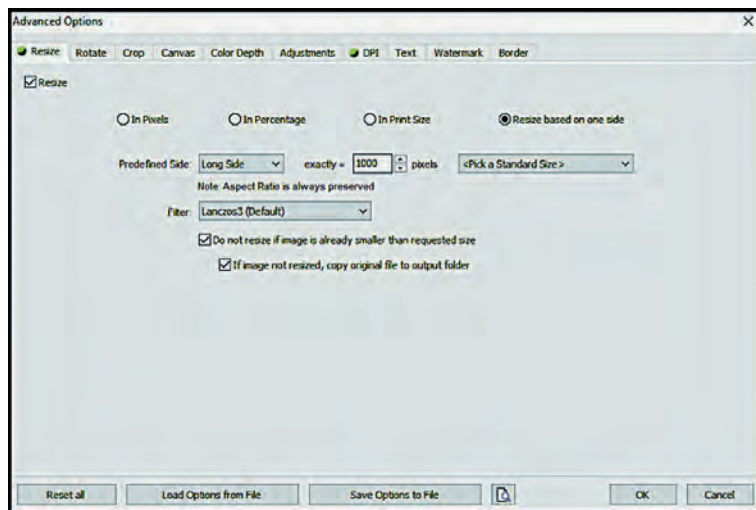 Advanced Options
Resize Rotate Crop Canvas Color Depth Adjustments DPI Text Watermark Border
Resize
In Pixels In Percentage In Print Size Resize based on one side
Predefined Side: Long Side exactly = 1000 pixels <Pick a Standard Size>
Note: Aspect Ratio is always preserved
Filter: Lanczos3 (Default)
Do not resize if image is already smaller than requested size
If image not resized, copy original file to output folder
Reset all Load Options from File Save Options to File OK Cancel